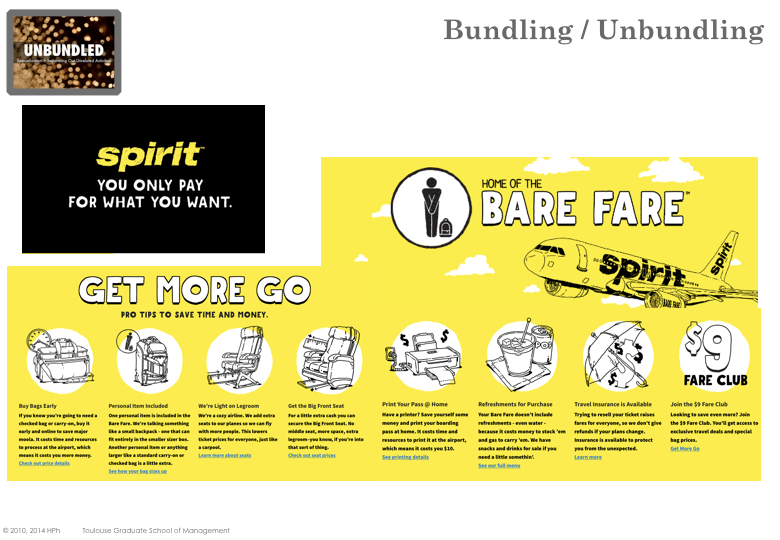 Bundling / Unbundling
UNBUNDLED
spirit
YOU ONLY PAY
FOR WHAT YOU WANT.
HOME OF THE
BARE FARE™
spirit
spirit
BARE FARE
GET MORE GO
PRO TIPS TO SAVE TIME AND MONEY.
Buy Bags Early
If you know you're going to need a
checked bag or carry-on, buy it
early and online to save major
moola. It costs time and resources
to process at the airport, which
means it costs you more money.
Check out price details
Personal Item Included
One personal item is included in the
Bare Fare. We're talking something
like a small backpack - one that can
fit entirely in the smaller sizer box.
Another personal item or anything
larger like a standard carry-on or
checked bag is a little extra.
See how your bag sizes up
We're Light on Legroom
We're a cozy airline. We add extra
seats to our planes so we can fly
with more people. This lowers
ticket prices for everyone, just like
a carpool.
Learn more about seats
Get the Big Front Seat
For a little extra cash you can
secure the Big Front Seat. No
middle seat, more space, extra
legroom-you know, if you're into
that sort of thing.
Check out seat prices
Print Your Pass @ Home
Have a printer? Save yourself some
money and print your boarding
pass at home. It costs time and
resources to print it at the airport,
which means it costs you $10.
See printing details
Refreshments for Purchase
Your Bare Fare doesn't include
refreshments - even water -
because it costs money to stock 'em
and gas to carry 'em. We have
snacks and drinks for sale if you
need a little somethin'.
See our full menu
Travel Insurance is Available
Trying to resell your ticket raises
fares for everyone, so we don't give
refunds if your plans change.
Insurance is available to protect
you from the unexpected.
Learn more
$9
FARE CLUB
Join the $9 Fare Club
Looking to save even more? Join
the $9 Fare Club. You'll get access to
exclusive travel deals and special
bag prices.
Get More Go
© 2010, 2014 HPh Toulouse Graduate School of Management